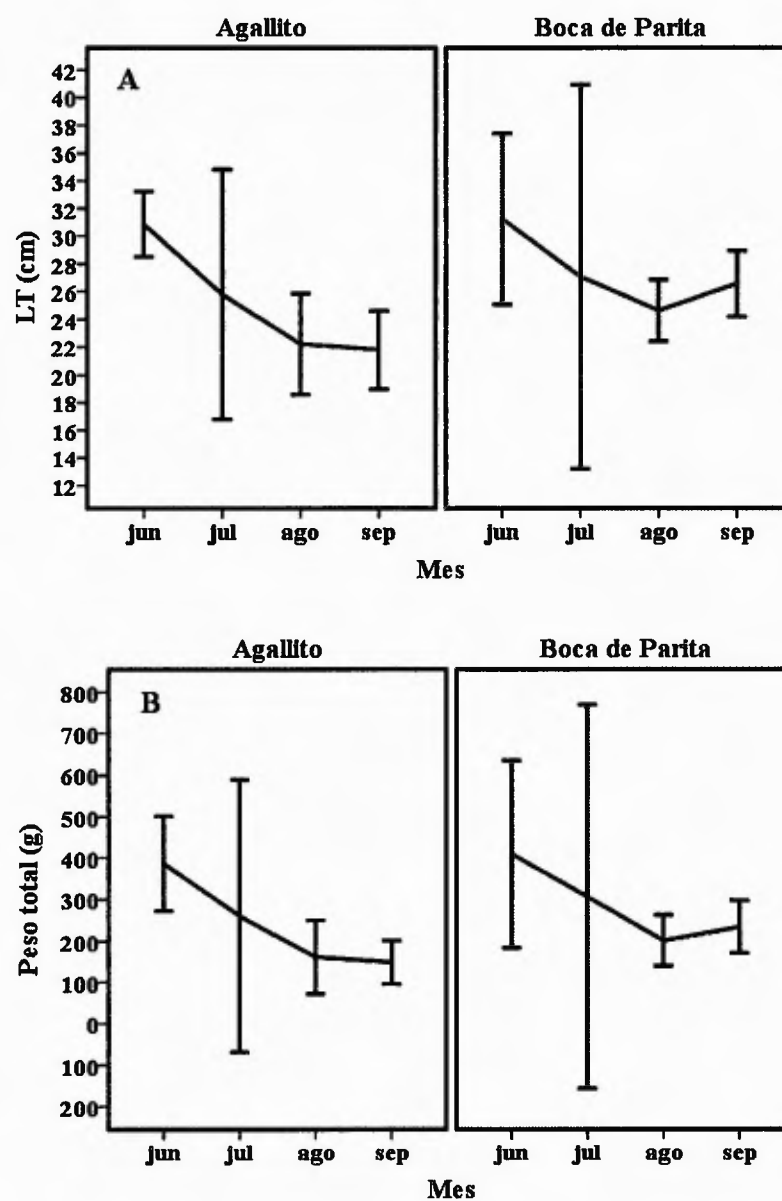 Agallito Boca de Parita
A
LT (cm)
42
40
38
36
34
32
30
28
26
24
22
20
18
16
14
12
jun jul ago sep jun jul ago sep
Mes
Agallito Boca de Parita
B
Peso total (g)
800
700
600
500
400
300
200
100
0
100
200
jun jul ago sep jun jul ago sep
Mes